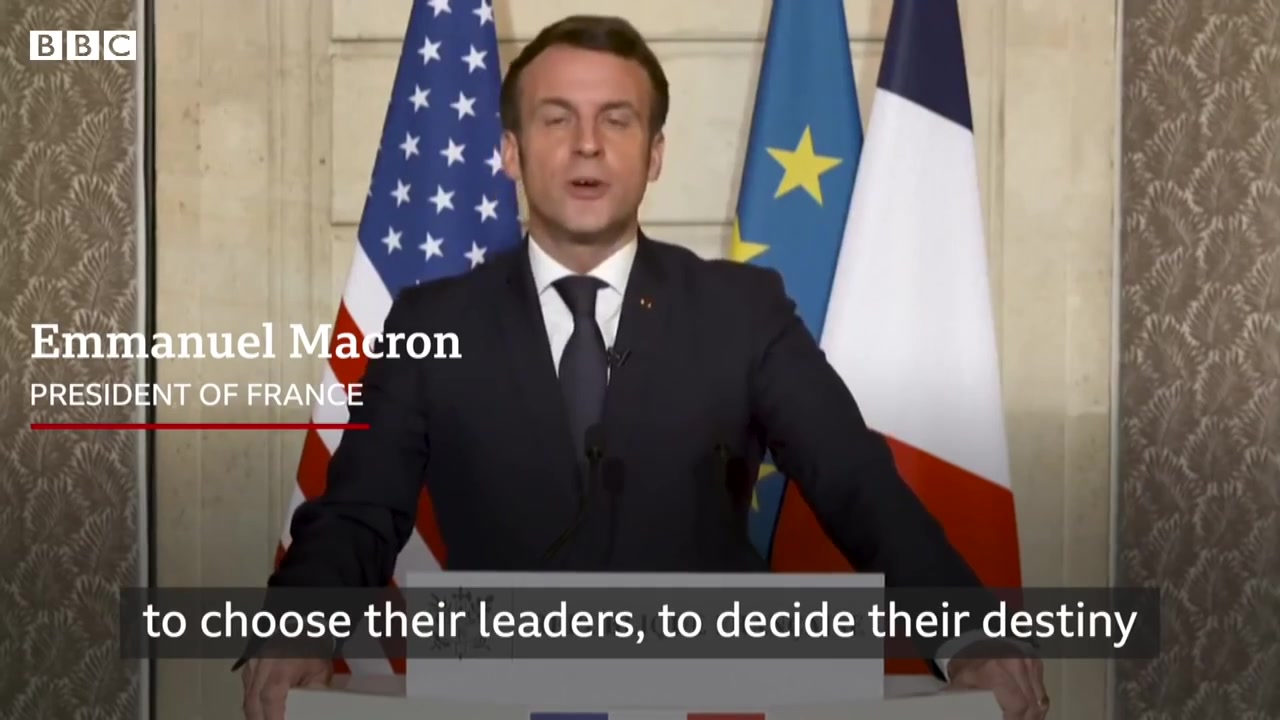 BBC
Emmanuel Macron
PRESIDENT OF FRANCE
to choose their leaders, to decide their destiny